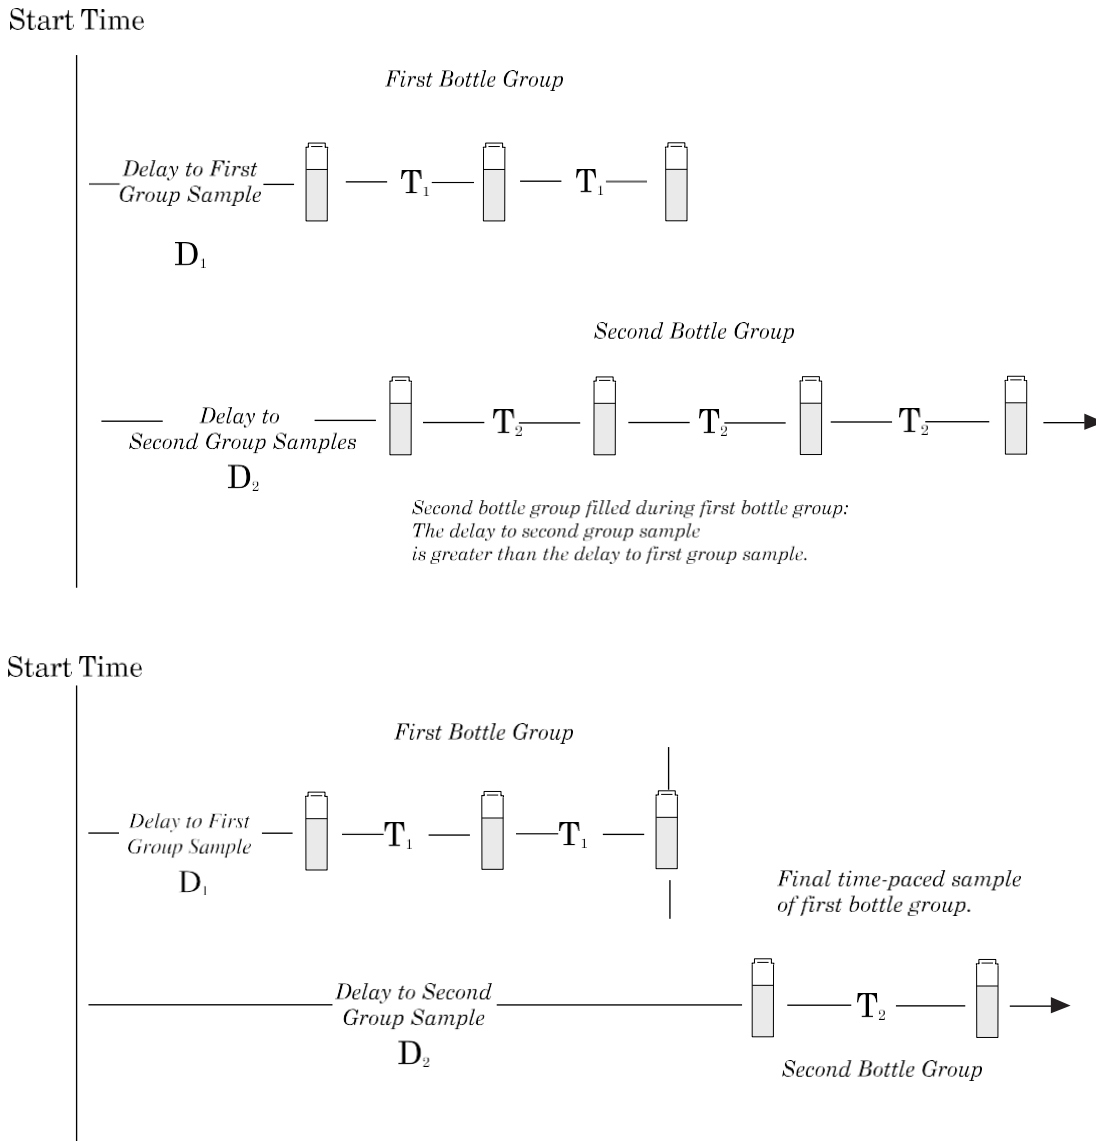 Start Time
First Bottle Group
Delay to First
Group Sample
T₁
T₁
D₁
Second Bottle Group
Delay to
Second Group Samples
T₂
T₂
T₂
D₂
Second bottle group filled during first bottle group:
The delay to second group sample
is greater than the delay to first group sample.
Start Time
First Bottle Group
Delay to First
Group Sample
T₁
T₁
D₁
Final time-paced sample
of first bottle group.
Delay to Second
Group Sample
T₂
D₂
Second Bottle Group